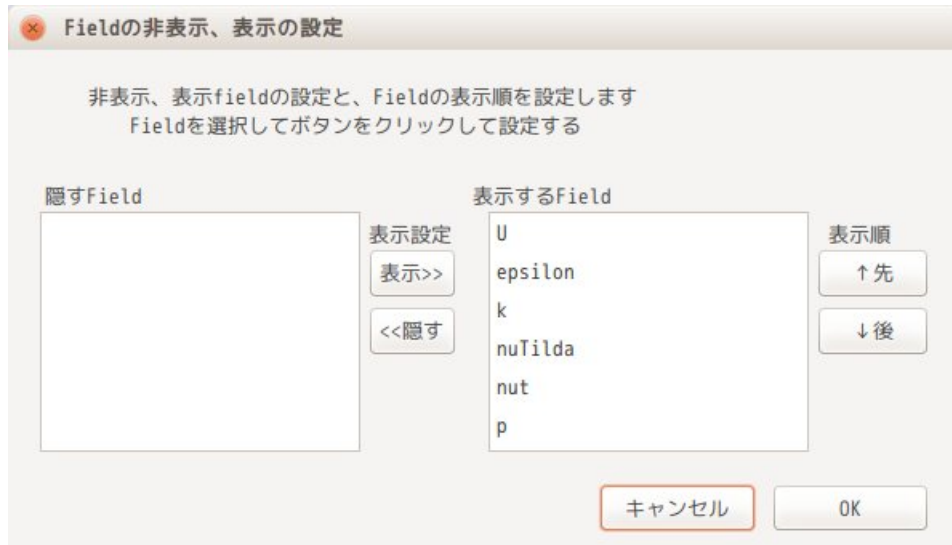 Fieldの非表示、表示の設定
非表示、表示fieldの設定と、Fieldの表示順を設定します
Fieldを選択してボタンをクリックして設定する
隠すField
表示するField
表示設定
表示>>
<<隠す
U
epsilon
k
nuTilda
nut
p
表示順
↑先
↓後
キャンセル
OK